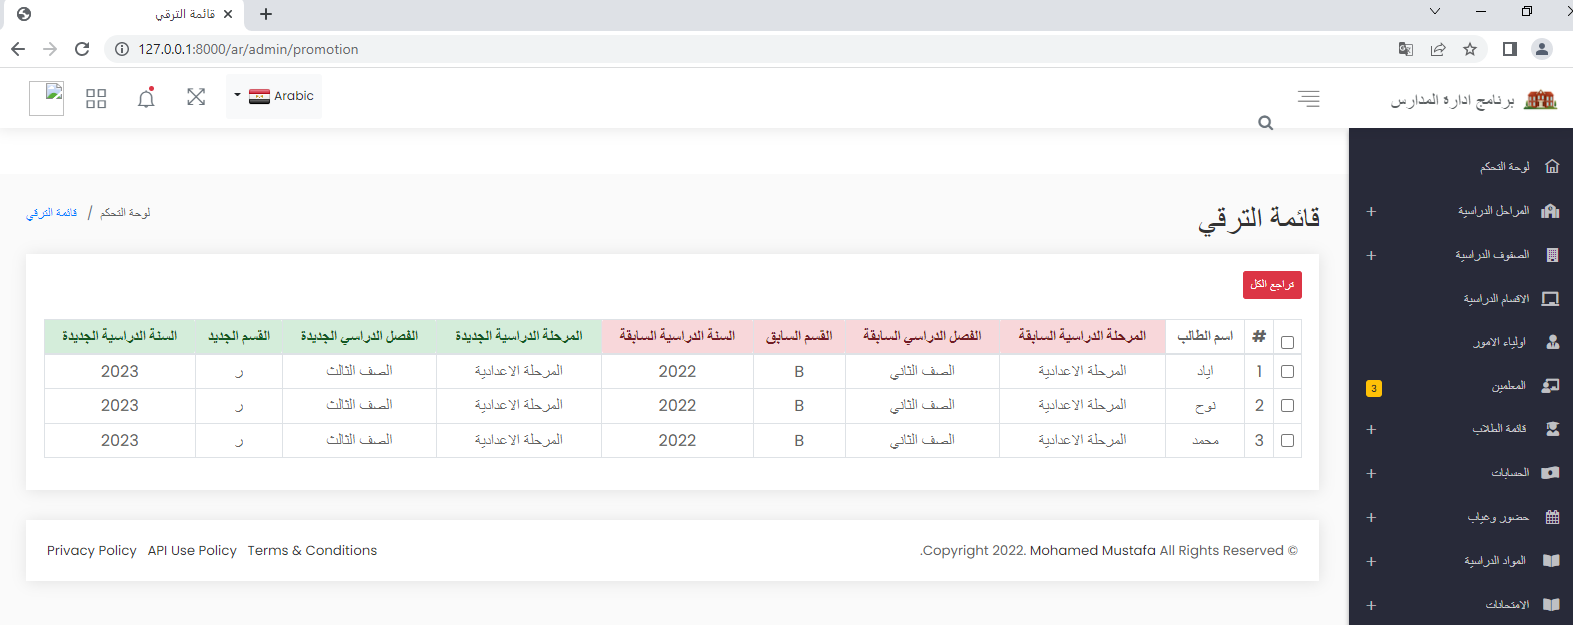 قائمة الترقي
127.0.0.1:8000/ar/admin/promotion
برنامج ادارة المدارس
Arabic
لوحة التحكم
المراحل الدراسية
الصفوف الدراسية
الاقسام الدراسية
اولياء الامور
المعلمين 3
قائمة الطلاب
الحسابات
حضور وغياب
المواد الدراسية
الامتحانات
قائمة الترقي
لوحة التحكم / قائمة الترقي
تراجع الكل
# اسم الطالب المرحلة الدراسية السابقة الفصل الدراسي السابقة القسم السابق السنة الدراسية السابقة المرحلة الدراسية الجديدة الفصل الدراسي الجديدة القسم الجديد السنة الدراسية الجديدة
1 اياد المرحلة الاعدادية الصف الثاني B 2022 المرحلة الاعدادية الصف الثالث ر 2023
2 نوح المرحلة الاعدادية الصف الثاني B 2022 المرحلة الاعدادية الصف الثالث ر 2023
3 محمد المرحلة الاعدادية الصف الثاني B 2022 المرحلة الاعدادية الصف الثالث ر 2023
.Copyright 2022. Mohamed Mustafa All Rights Reserved ©
Privacy Policy API Use Policy Terms & Conditions